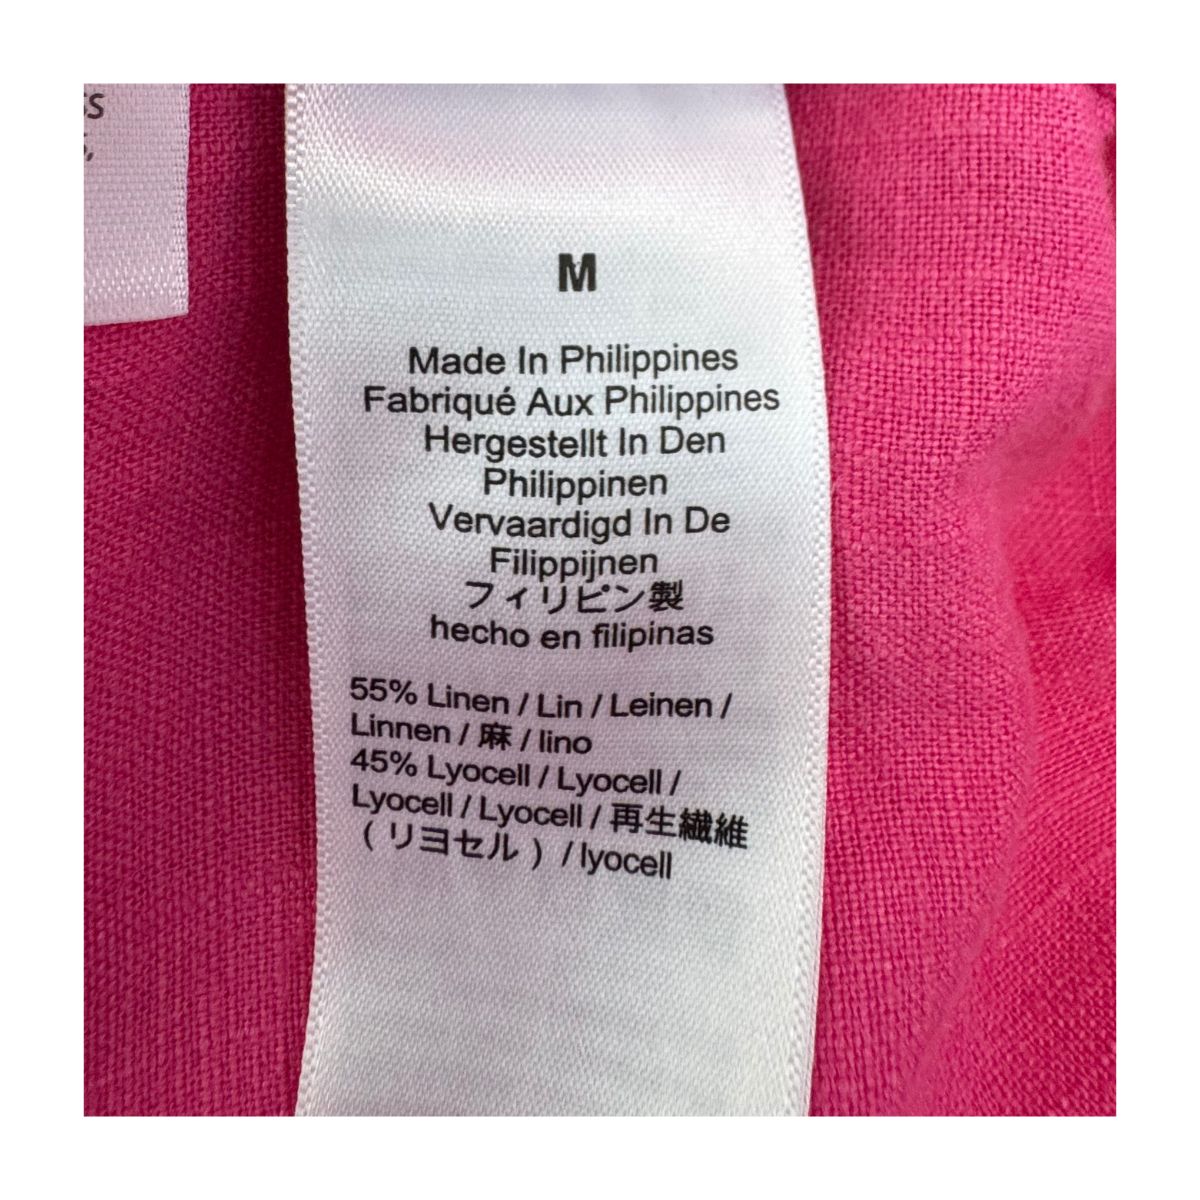 M
Made In Philippines
Fabriqué Aux Philippines
Hergestellt In Den
Philippinen
Vervaardigd In De
Filippijnen
フィリピン製
hecho en filipinas
55% Linen / Lin / Leinen /
Linnen / 麻 / lino
45% Lyocell / Lyocell /
Lyocell / Lyocell / 再生繊維
(リヨセル) / lyocell